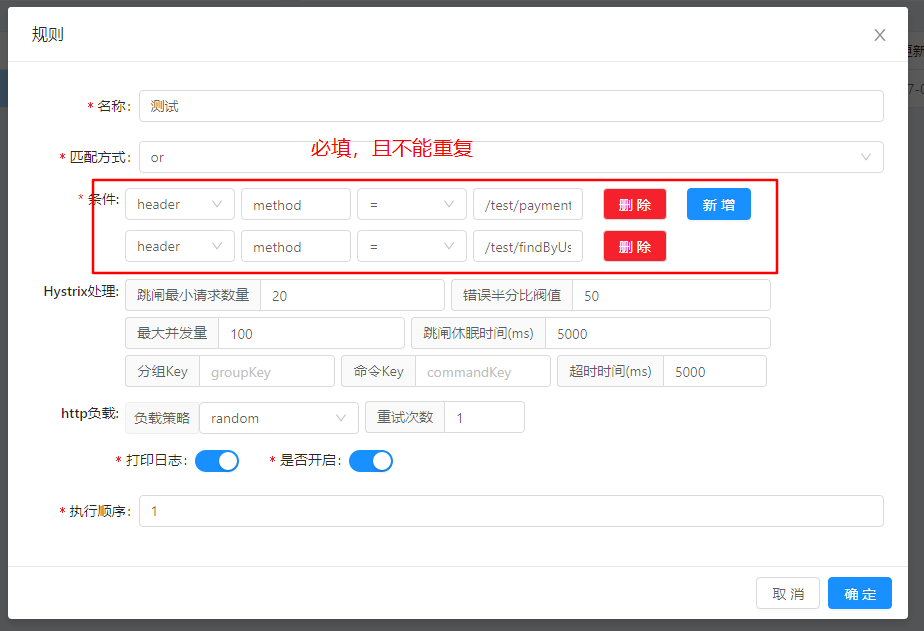 规则
更新
* 名称: 测试
必填，且不能重复
* 匹配方式: or
* 条件: header method = /test/payment 删 除 新 增
header method = /test/findByUs 删 除
Hystrix处理: 跳闸最小请求数量 20 错误半分比阀值 50
最大并发量 100 跳闸休眠时间(ms) 5000
分组Key groupKey 命令Key commandKey 超时时间(ms) 5000
http负载: 负载策略 random 重试次数 1
* 打印日志: * 是否开启:
* 执行顺序: 1
取 消 确 定